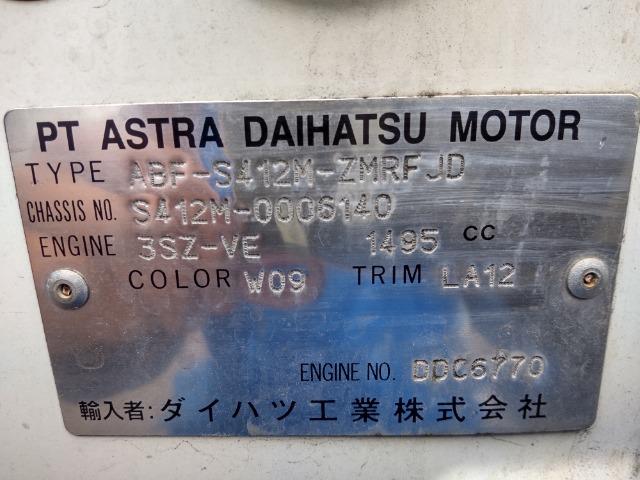 PT ASTRA DAIHATSU MOTOR
TYPE ABF-S412M-ZMRFJD
CHASSIS NO. S412M-0006140
ENGINE 3SZ-VE 1495 CC
COLOR W09 TRIM LA12
ENGINE NO. DDC6770
輸入者: ダイハツ工業株式会社